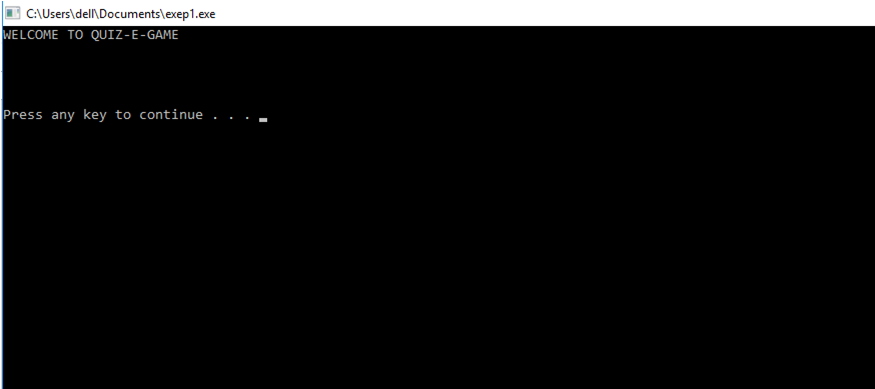 C:\Users\dell\Documents\exep1.exe
WELCOME TO QUIZ-E-GAME
Press any key to continue . . .